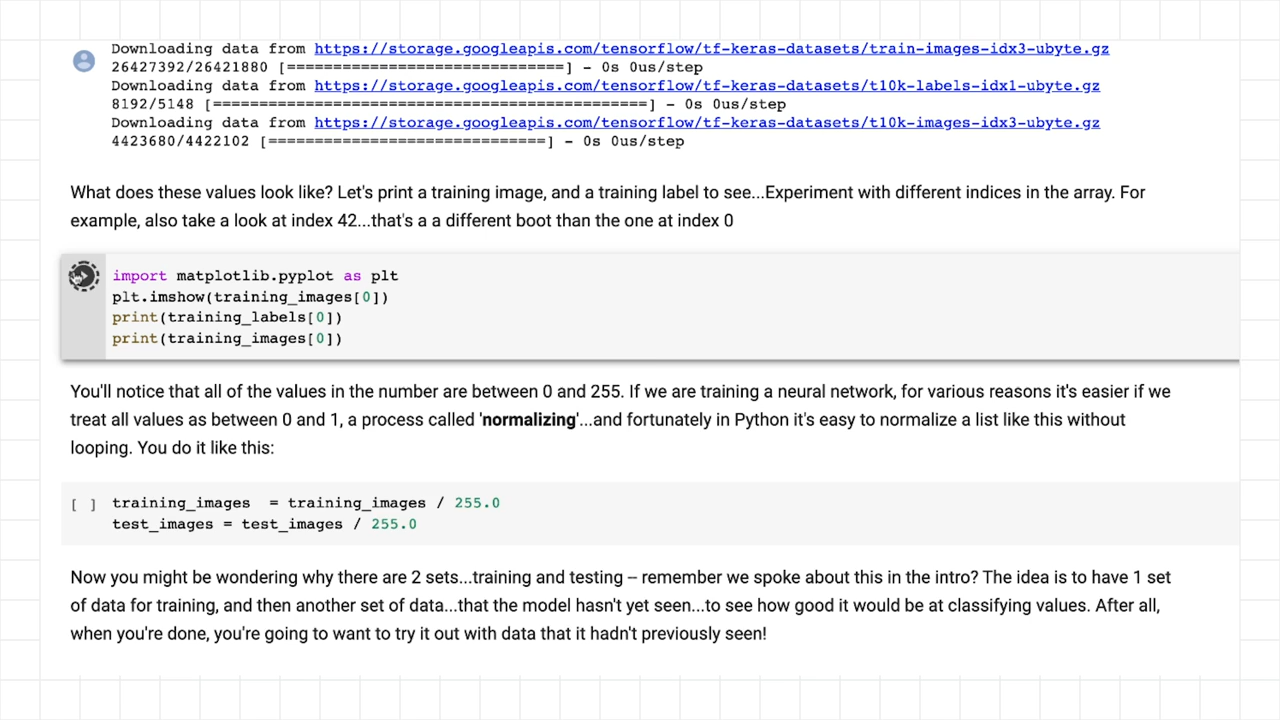 Downloading data from https://storage.googleapis.com/tensorflow/tf-keras-datasets/train-images-idx3-ubyte.gz
26427392/26421880 [==============================] - 0s 0us/step
Downloading data from https://storage.googleapis.com/tensorflow/tf-keras-datasets/t10k-labels-idx1-ubyte.gz
8192/5148 [===============================================] - 0s 0us/step
Downloading data from https://storage.googleapis.com/tensorflow/tf-keras-datasets/t10k-images-idx3-ubyte.gz
4423680/4422102 [==============================] - 0s 0us/step
What does these values look like? Let's print a training image, and a training label to see...Experiment with different indices in the array. For
example, also take a look at index 42...that's a a different boot than the one at index 0
import matplotlib.pyplot as plt
plt.imshow(training_images[0])
print(training_labels[0])
print(training_images[0])
You'll notice that all of the values in the number are between 0 and 255. If we are training a neural network, for various reasons it's easier if we
treat all values as between 0 and 1, a process called 'normalizing'...and fortunately in Python it's easy to normalize a list like this without
looping. You do it like this:
[ ] training_images  = training_images / 255.0
test_images = test_images / 255.0
Now you might be wondering why there are 2 sets...training and testing -- remember we spoke about this in the intro? The idea is to have 1 set
of data for training, and then another set of data...that the model hasn't yet seen...to see how good it would be at classifying values. After all,
when you're done, you're going to want to try it out with data that it hadn't previously seen!